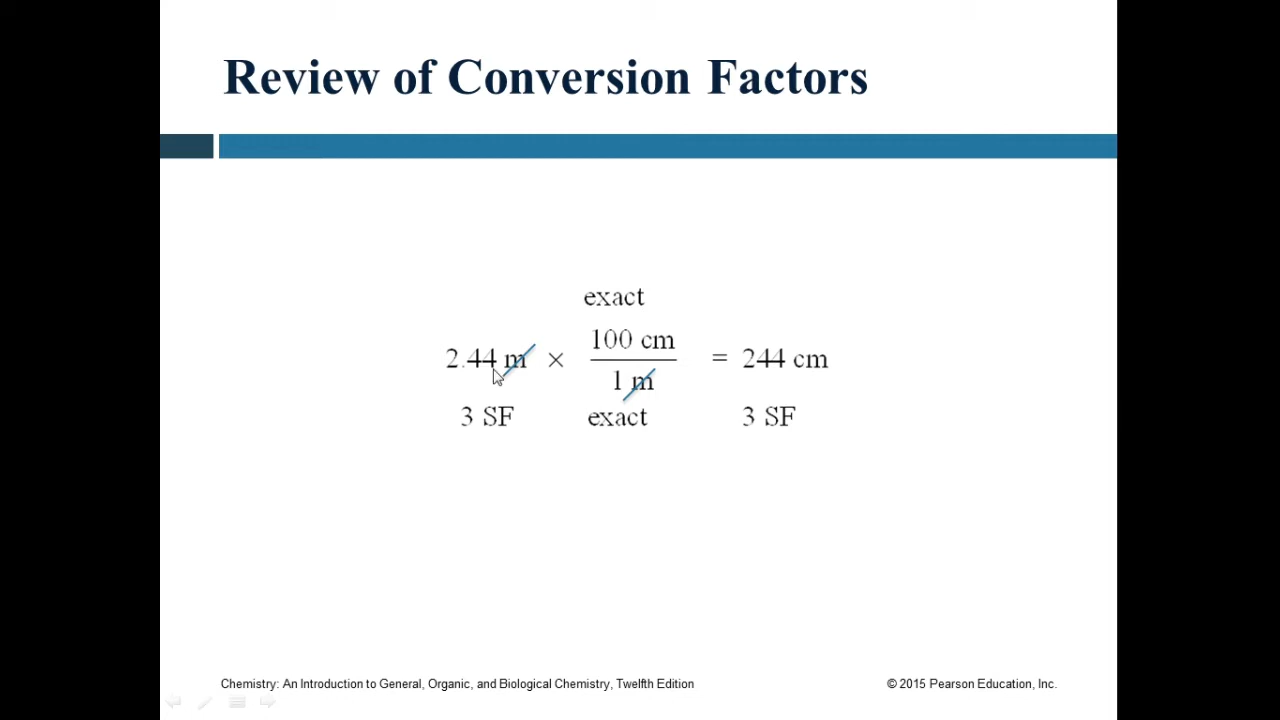 Review of Conversion Factors
exact
2.44 m × 100 cm / 1 m = 244 cm
3 SF exact 3 SF
Chemistry: An Introduction to General, Organic, and Biological Chemistry, Twelfth Edition
© 2015 Pearson Education, Inc.